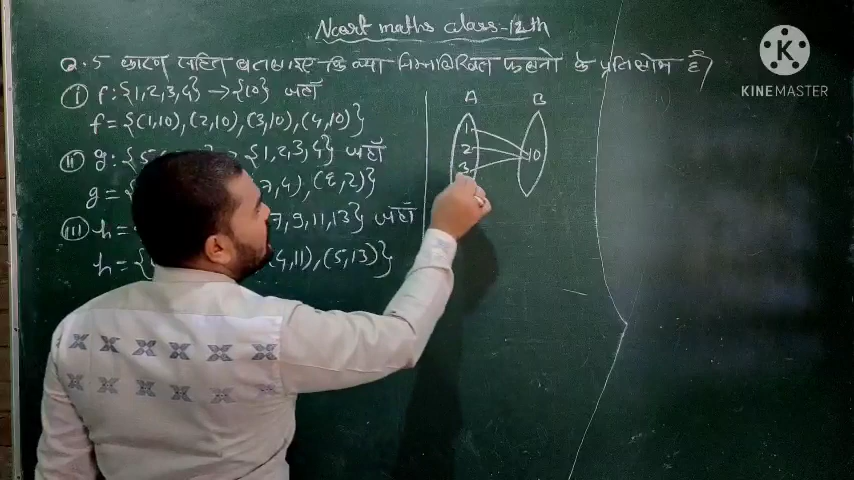 Ncert maths class-12th
Q.5 कारण सहित बतलाइए कि क्या निम्नलिखित फलनों के प्रतिलोम हैं
(i) f:{1,2,3,4} → {10} जहाँ
f = {(1,10), (2,10), (3,10), (4,10)}
(ii) g: {1,2,3,4} जहाँ
g = { 7,4), (8,2)}
(iii) h = 7,9,11,13} जहाँ
h = { (4,11), (5,13)}
A B
1
2 10
3
KINEMASTER